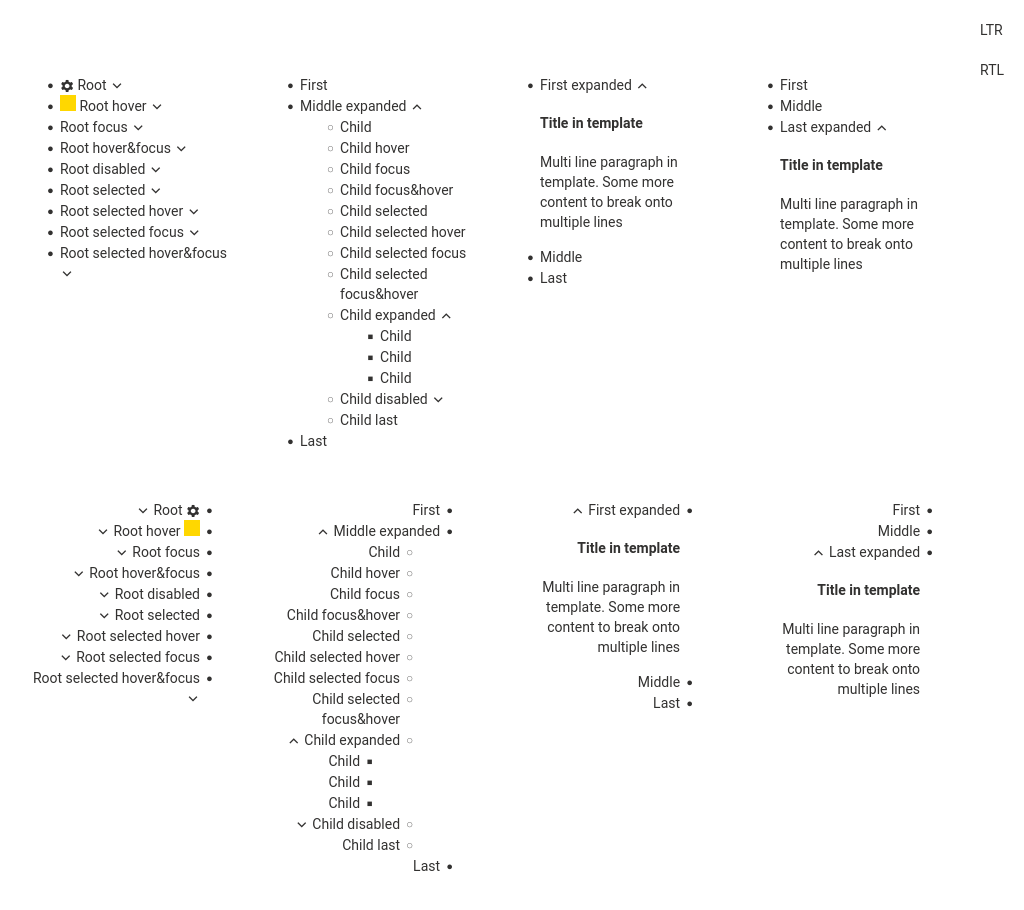 LTR
RTL
Root
Root hover
Root focus
Root hover&focus
Root disabled
Root selected
Root selected hover
Root selected focus
Root selected hover&focus
First
Middle expanded
Child
Child hover
Child focus
Child focus&hover
Child selected
Child selected hover
Child selected focus
Child selected
focus&hover
Child expanded
Child
Child
Child
Child disabled
Child last
Last
First expanded
Title in template
Multi line paragraph in
template. Some more
content to break onto
multiple lines
Middle
Last
First
Middle
Last expanded
Title in template
Multi line paragraph in
template. Some more
content to break onto
multiple lines
Root
Root hover
Root focus
Root hover&focus
Root disabled
Root selected
Root selected hover
Root selected focus
Root selected hover&focus
First
Middle expanded
Child
Child hover
Child focus
Child focus&hover
Child selected
Child selected hover
Child selected focus
Child selected
focus&hover
Child expanded
Child
Child
Child
Child disabled
Child last
Last
First expanded
Title in template
Multi line paragraph in
template. Some more
content to break onto
multiple lines
Middle
Last
First
Middle
Last expanded
Title in template
Multi line paragraph in
template. Some more
content to break onto
multiple lines